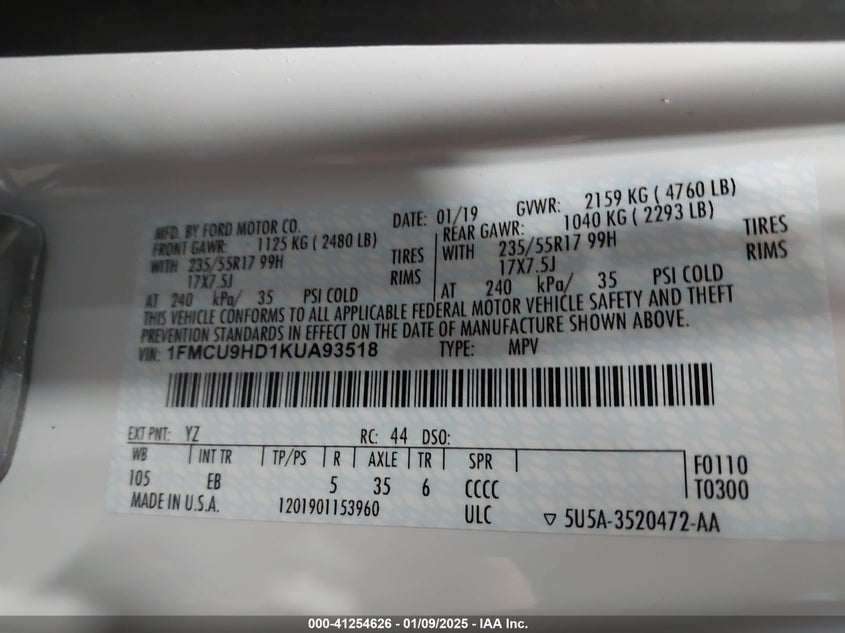 MFD. BY FORD MOTOR CO. DATE: 01/19 GVWR: 2159 KG ( 4760 LB)
FRONT GAWR: 1125 KG ( 2480 LB) REAR GAWR: 1040 KG ( 2293 LB)
WITH 235/55R17 99H TIRES WITH 235/55R17 99H TIRES
17X7.5J RIMS 17X7.5J RIMS
AT 240 kPa/ 35 PSI COLD AT 240 kPa/ 35 PSI COLD
THIS VEHICLE CONFORMS TO ALL APPLICABLE FEDERAL MOTOR VEHICLE SAFETY AND THEFT
PREVENTION STANDARDS IN EFFECT ON THE DATE OF MANUFACTURE SHOWN ABOVE.
VIN: 1FMCU9HD1KUA93518 TYPE: MPV
EXT PNT: YZ RC: 44 DSO:
WB INT TR TP/PS R AXLE TR SPR F0110
105 EB 5 35 6 CCCC T0300
MADE IN U.S.A. 1201901153960 ULC ▽ 5U5A-3520472-AA
000-41254626 - 01/09/2025 - IAA Inc.